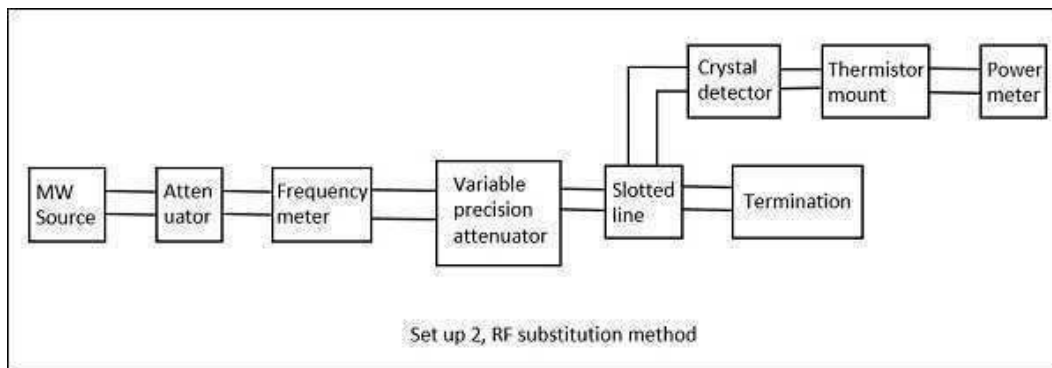 Crystal
detector
Thermistor
mount
Power
meter
MW
Source
Atten
uator
Frequency
meter
Variable
precision
attenuator
Slotted
line
Termination
Set up 2, RF substitution method